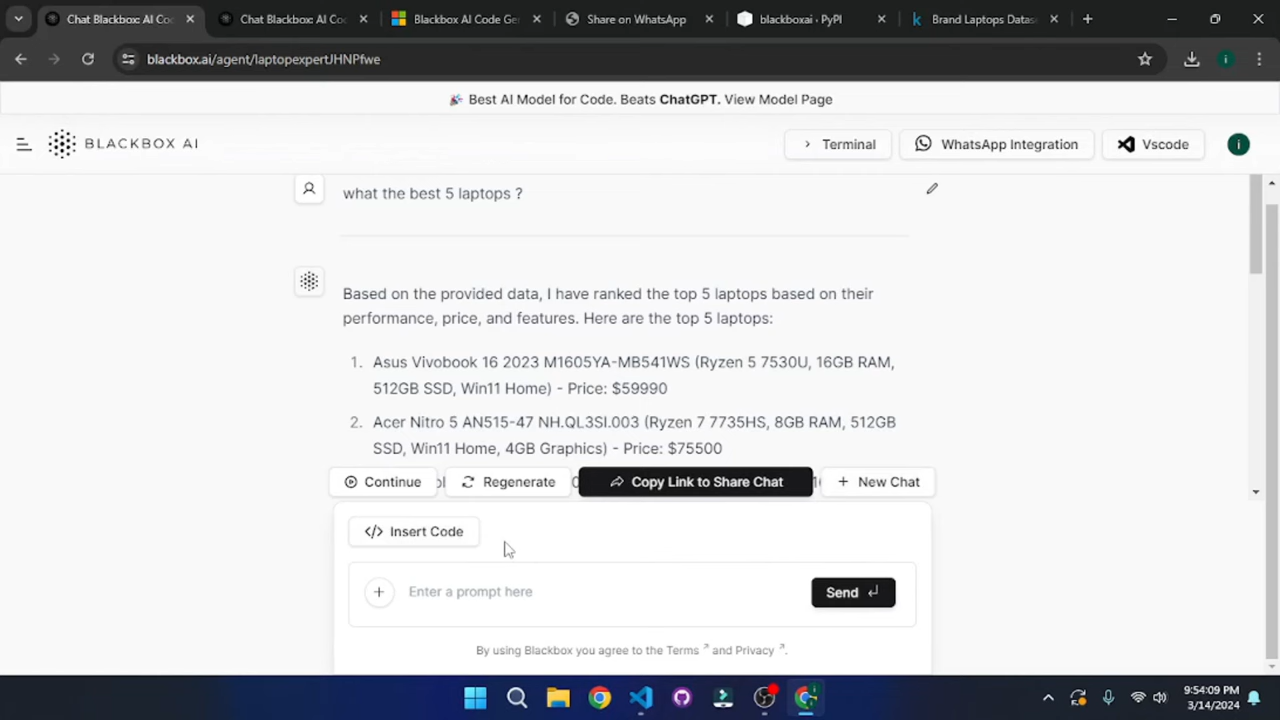 Chat Blackbox AI Co
Chat Blackbox AI Co
Blackbox AI Code Ge
Share on WhatsApp
blackboxai · PyPI
Brand Laptops Datas
blackbox.ai/agent/laptopexpertJHNPfwe
i
🎉 Best AI Model for Code. Beats ChatGPT. View Model Page
BLACKBOX AI
Terminal
WhatsApp Integration
Vscode
i
what the best 5 laptops ?
Based on the provided data, I have ranked the top 5 laptops based on their
performance, price, and features. Here are the top 5 laptops:
1. Asus Vivobook 16 2023 M1605YA-MB541WS (Ryzen 5 7530U, 16GB RAM,
512GB SSD, Win11 Home) - Price: $59990
2. Acer Nitro 5 AN515-47 NH.QL3SI.003 (Ryzen 7 7735HS, 8GB RAM, 512GB
SSD, Win11 Home, 4GB Graphics) - Price: $75500
Continue
Regenerate
Copy Link to Share Chat
+ New Chat
</> Insert Code
+ Enter a prompt here
Send
By using Blackbox you agree to the Terms ↗ and Privacy ↗.
9:54:09 PM
3/14/2024